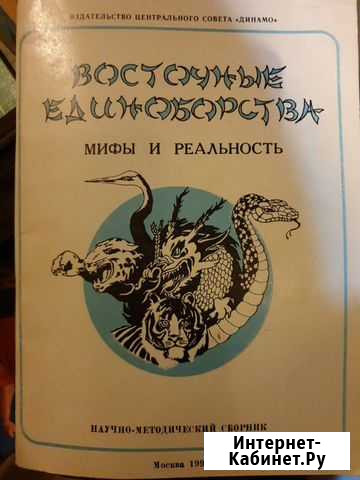 ИЗДАТЕЛЬСТВО ЦЕНТРАЛЬНОГО СОВЕТА «ДИНАМО»
ВОСТОЧНЫЕ
ЕДИНОБОРСТВА
МИФЫ И РЕАЛЬНОСТЬ
НАУЧНО-МЕТОДИЧЕСКИЙ СБОРНИК
Москва
Интернет-
Кабинет.Ру